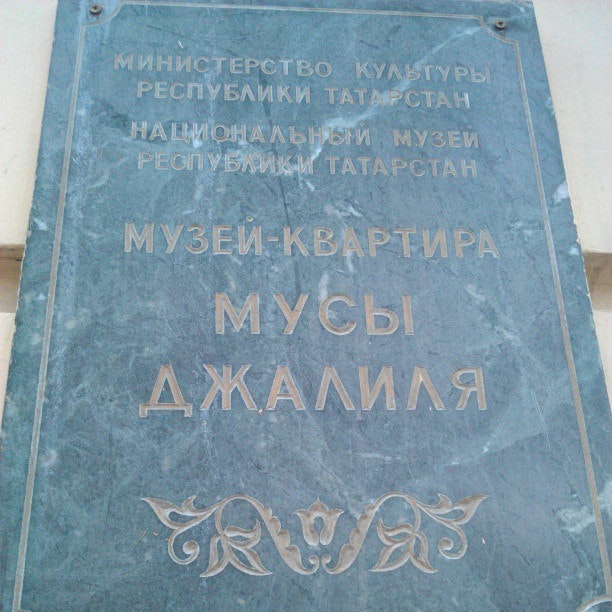 МИНИСТЕРСТВО КУЛЬТУРЫ
РЕСПУБЛИКИ ТАТАРСТАН
НАЦИОНАЛЬНЫЙ МУЗЕЙ
РЕСПУБЛИКИ ТАТАРСТАН
МУЗЕЙ-КВАРТИРА
МУСЫ
ДЖАЛИЛЯ